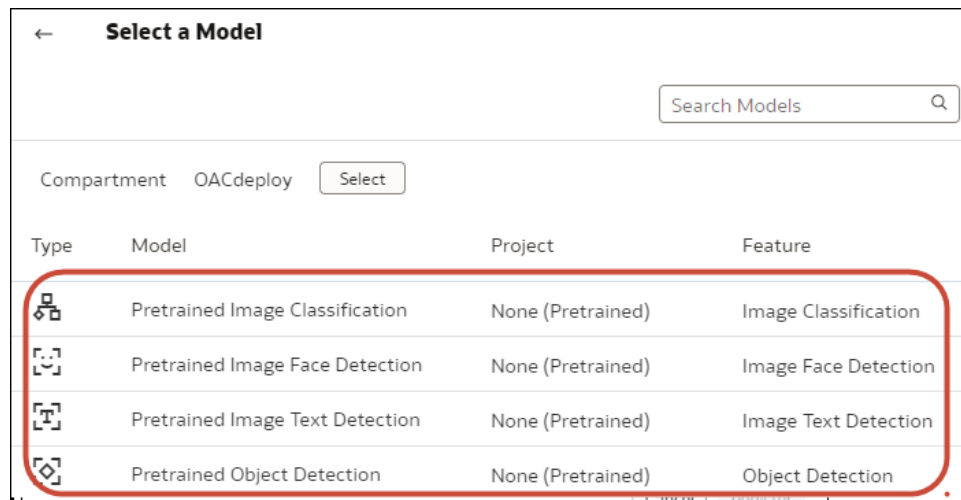 ← Select a Model
Search Models
Compartment OACdeploy Select
Type Model Project Feature
Pretrained Image Classification None (Pretrained) Image Classification
Pretrained Image Face Detection None (Pretrained) Image Face Detection
T Pretrained Image Text Detection None (Pretrained) Image Text Detection
Pretrained Object Detection None (Pretrained) Object Detection